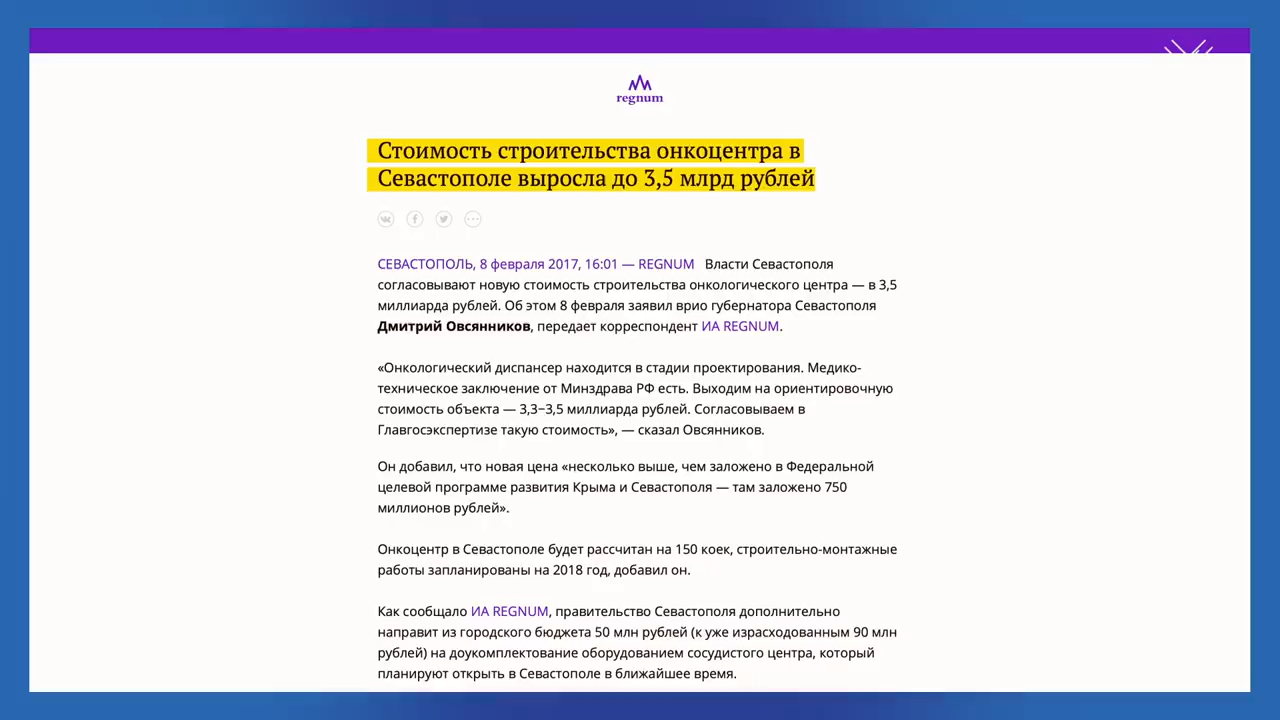 regnum
Стоимость строительства онкоцентра в
Севастополе выросла до 3,5 млрд рублей
СЕВАСТОПОЛЬ, 8 февраля 2017, 16:01 — REGNUM Власти Севастополя
согласовывают новую стоимость строительства онкологического центра — в 3,5
миллиарда рублей. Об этом 8 февраля заявил врио губернатора Севастополя
Дмитрий Овсянников, передает корреспондент ИА REGNUM.
«Онкологический диспансер находится в стадии проектирования. Медико-
техническое заключение от Минздрава РФ есть. Выходим на ориентировочную
стоимость объекта — 3,3−3,5 миллиарда рублей. Согласовываем в
Главгосэкспертизе такую стоимость», — сказал Овсянников.
Он добавил, что новая цена «несколько выше, чем заложено в Федеральной
целевой программе развития Крыма и Севастополя — там заложено 750
миллионов рублей».
Онкоцентр в Севастополе будет рассчитан на 150 коек, строительно-монтажные
работы запланированы на 2018 год, добавил он.
Как сообщало ИА REGNUM, правительство Севастополя дополнительно
направит из городского бюджета 50 млн рублей (к уже израсходованным 90 млн
рублей) на доукомплектование оборудованием сосудистого центра, который
планируют открыть в Севастополе в ближайшее время.